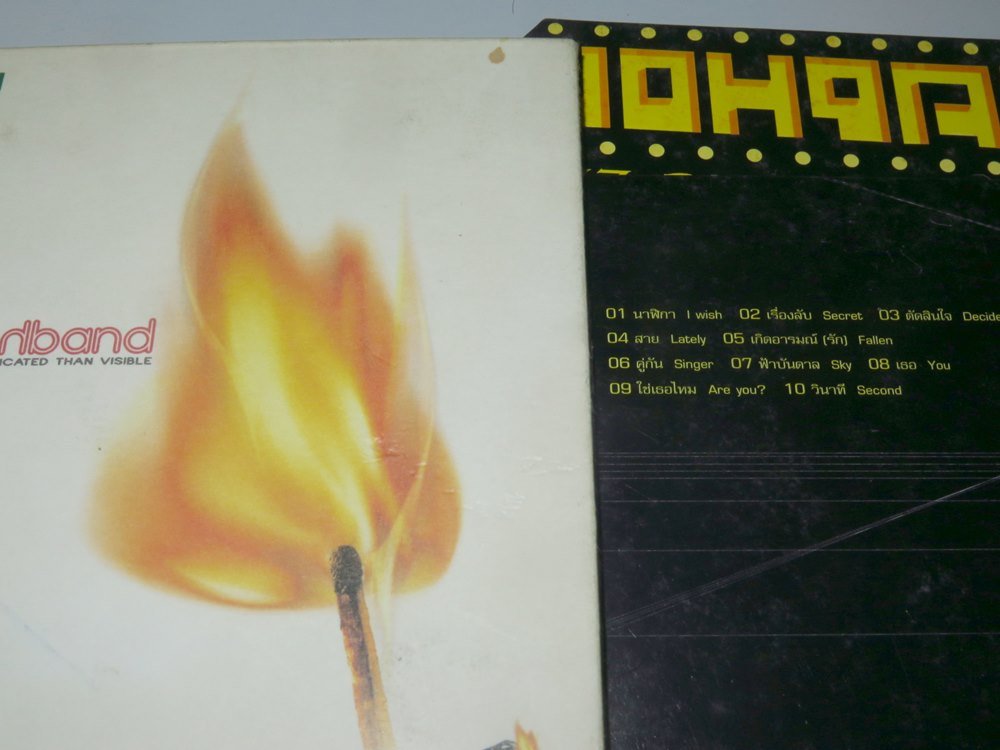 nband
ICATED THAN VISIBLE
01 นาฬิกา I wish 02 เรื่องลับ Secret 03 ตัดสินใจ Decide
04 สาย Lately 05 เกิดอารมณ์ (รัก) Fallen
06 คู่กัน Singer 07 ฟ้าบันดาล Sky 08 เธอ You
09 ใช่เธอไหม Are you? 10 วินาที Second